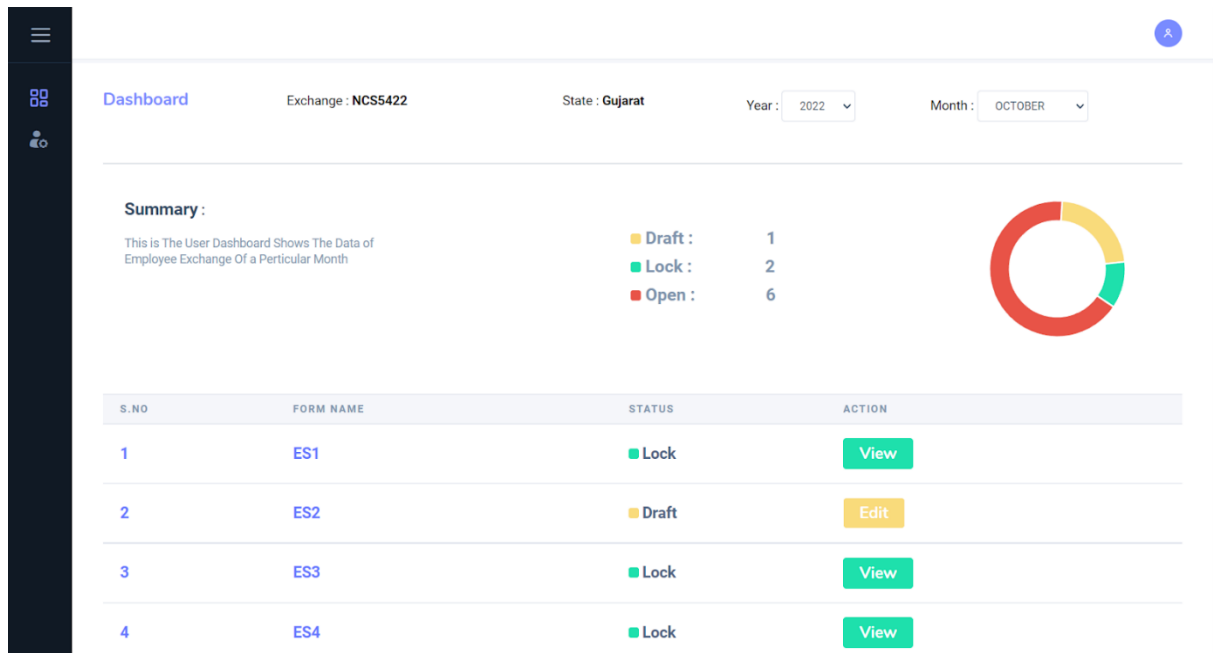 Dashboard Exchange : NCS5422 State : Gujarat Year : 2022 Month : OCTOBER
Summary :
This is The User Dashboard Shows The Data of
Employee Exchange Of a Perticular Month
Draft : 1
Lock : 2
Open : 6
S.NO FORM NAME STATUS ACTION
1 ES1 Lock View
2 ES2 Draft Edit
3 ES3 Lock View
4 ES4 Lock View